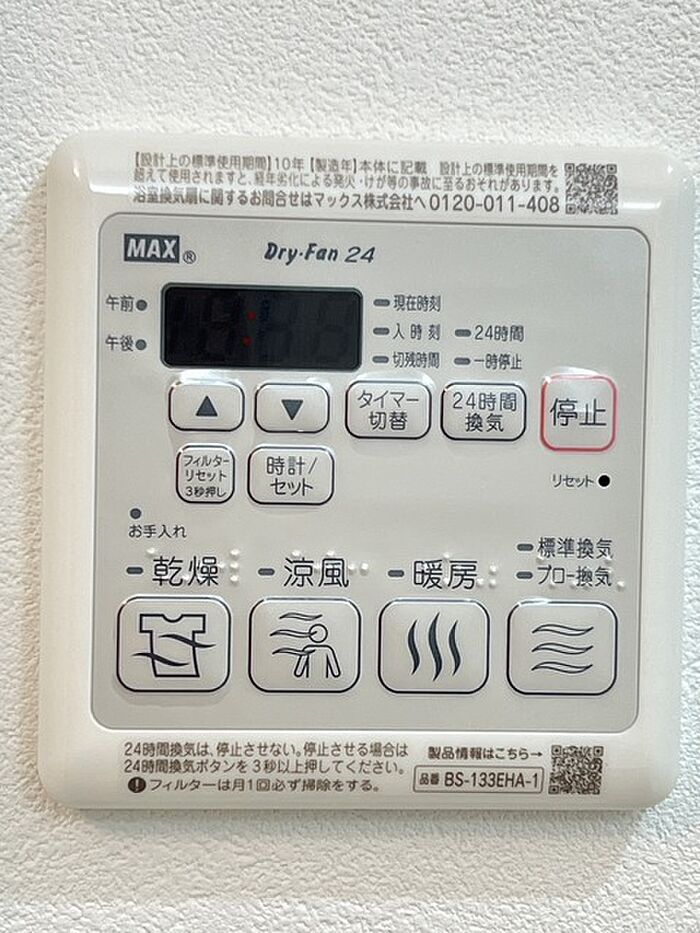 【設計上の標準使用期間】10年【製造年】本体に記載 設計上の標準使用期間を
超えて使用されますと、経年劣化による発火・けが等の事故に至るおそれがあります。
浴室換気扇に関するお問合せはマックス株式会社へ 0120-011-408
MAX® Dry・Fan 24
午前
午後
現在時刻
入時刻 24時間
切残時間 一時停止
▲ ▼ タイマー切替 24時間換気 停止
フィルターリセット3秒押し 時計/セット
リセット
お手入れ
乾燥 涼風 暖房 標準換気
ブロー換気
24時間換気は、停止させない。停止させる場合は
24時間換気ボタンを3秒以上押してください。
フィルターは月1回必ず掃除をする。
製品情報はこちら→
品番 BS-133EHA-1